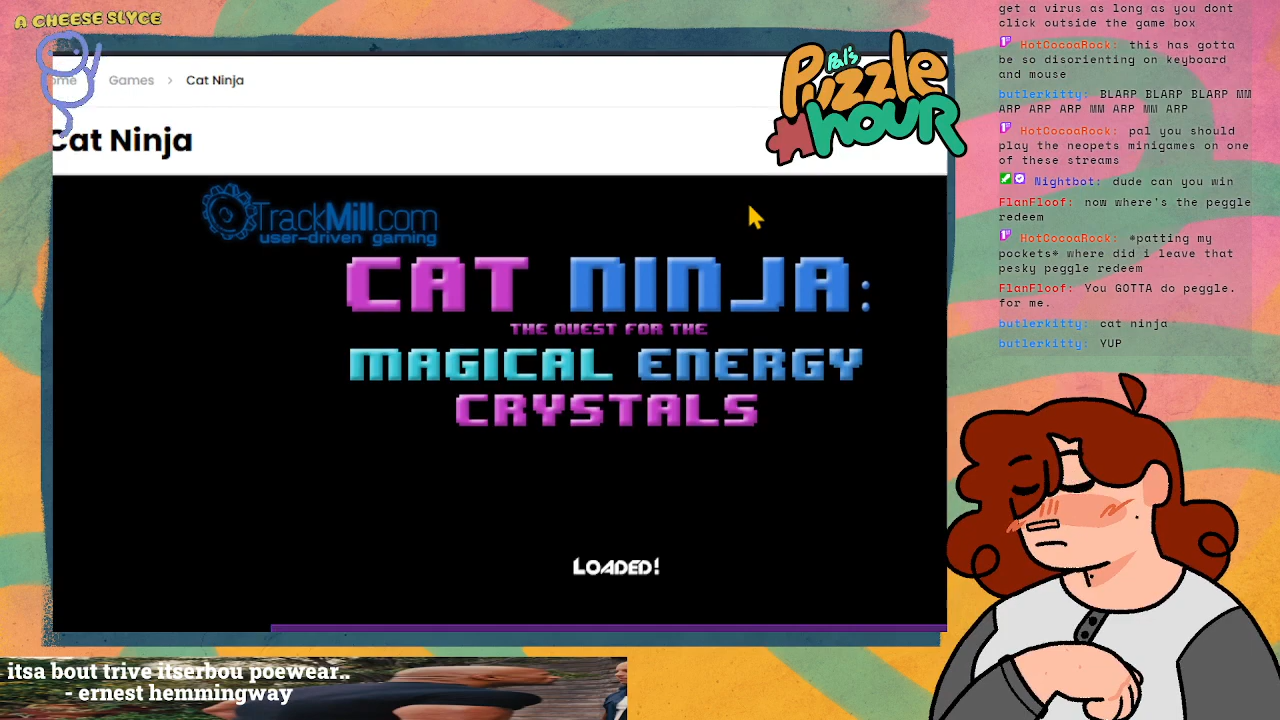 A CHEESE SLYCE
ome > Games > Cat Ninja
Cat Ninja
Pal's
Puzzle
HOUR
TrackMill.com
user-driven gaming
CAT NINJA:
THE QUEST FOR THE
MAGICAL ENERGY
CRYSTALS
LOADED!
get a virus as long as you dont
click outside the game box
HotCocoaRock: this has gotta
be so disorienting on keyboard
and mouse
butlerkitty: BLARP BLARP BLARP MM
ARP ARP ARP MM ARP MM ARP
HotCocoaRock: pal you should
play the neopets minigames on one
of these streams
Nightbot: dude can you win
FlanFloof: now where's the peggle
redeem
HotCocoaRock: *patting my
pockets* where did i leave that
pesky peggle redeem
FlanFloof: You GOTTA do peggle.
for me.
butlerkitty: cat ninja
butlerkitty: YUP
itsa bout trive itserbou poewear..
- ernest hemmingway